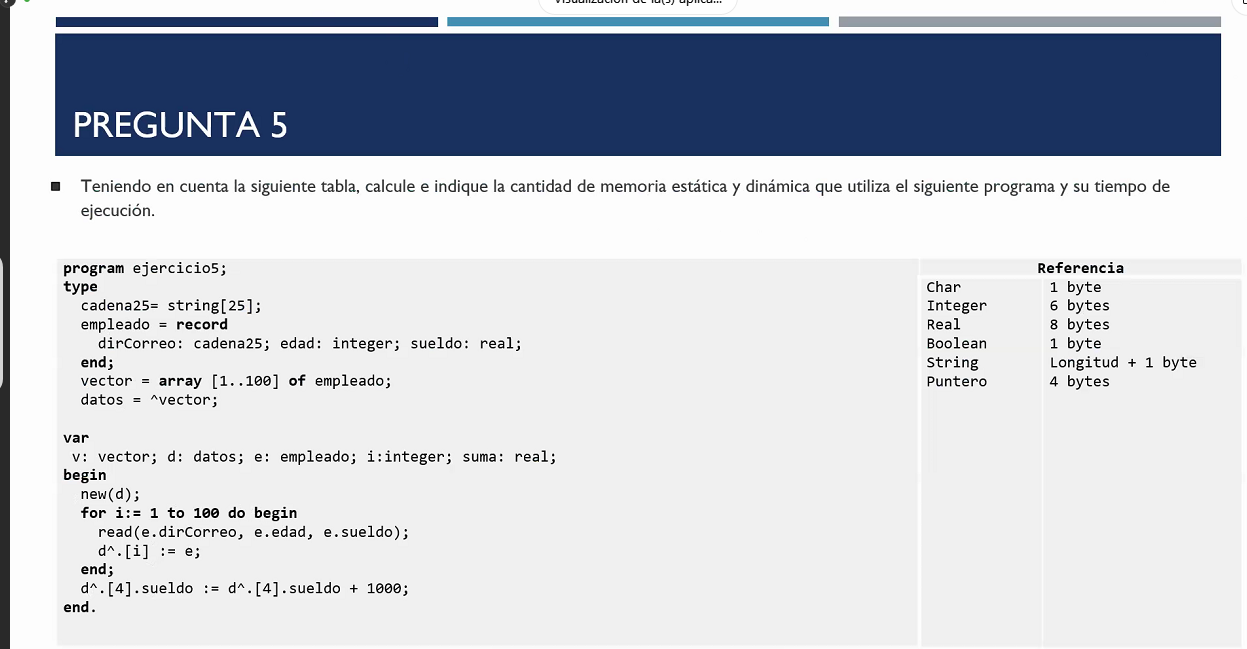 PREGUNTA 5
Teniendo en cuenta la siguiente tabla, calcule e indique la cantidad de memoria estática y dinámica que utiliza el siguiente programa y su tiempo de
ejecución.
program ejercicio5;
type
cadena25= string[25];
empleado = record
dirCorreo: cadena25; edad: integer; sueldo: real;
end;
vector = array [1..100] of empleado;
datos = ^vector;
var
v: vector; d: datos; e: empleado; i:integer; suma: real;
begin
new(d);
for i:= 1 to 100 do begin
read(e.dirCorreo, e.edad, e.sueldo);
d^.[i] := e;
end;
d^.[4].sueldo := d^.[4].sueldo + 1000;
end.
Referencia
Char 1 byte
Integer 6 bytes
Real 8 bytes
Boolean 1 byte
String Longitud + 1 byte
Puntero 4 bytes